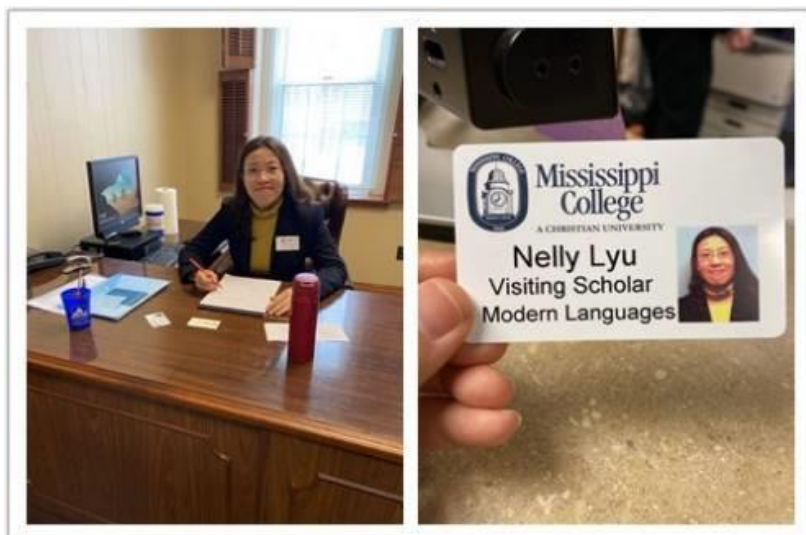 Mississippi
College
A CHRISTIAN UNIVERSITY
Nelly Lyu
Visiting Scholar
Modern Languages